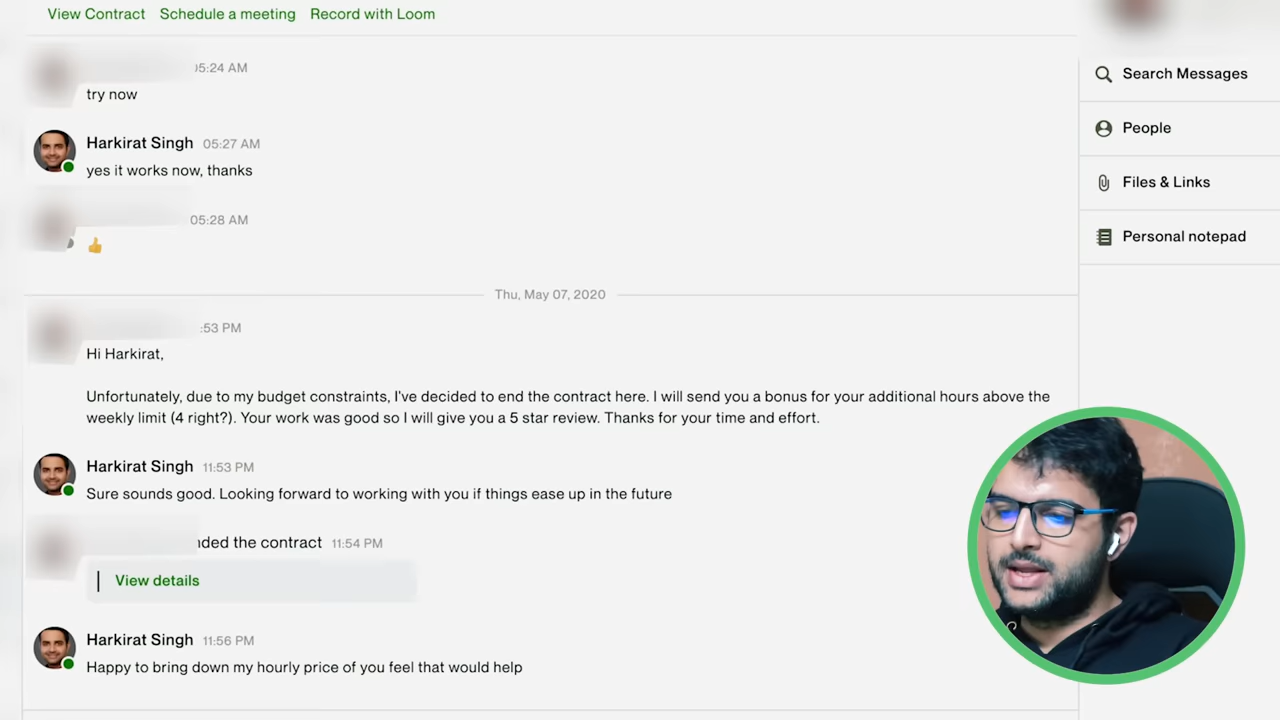 View Contract Schedule a meeting Record with Loom
05:24 AM
try now
Harkirat Singh 05:27 AM
yes it works now, thanks
05:28 AM
👍
Thu, May 07, 2020
:53 PM
Hi Harkirat,
Unfortunately, due to my budget constraints, I've decided to end the contract here. I will send you a bonus for your additional hours above the
weekly limit (4 right?). Your work was good so I will give you a 5 star review. Thanks for your time and effort.
Harkirat Singh 11:53 PM
Sure sounds good. Looking forward to working with you if things ease up in the future
nded the contract 11:54 PM
View details
Harkirat Singh 11:56 PM
Happy to bring down my hourly price of you feel that would help
Search Messages
People
Files & Links
Personal notepad